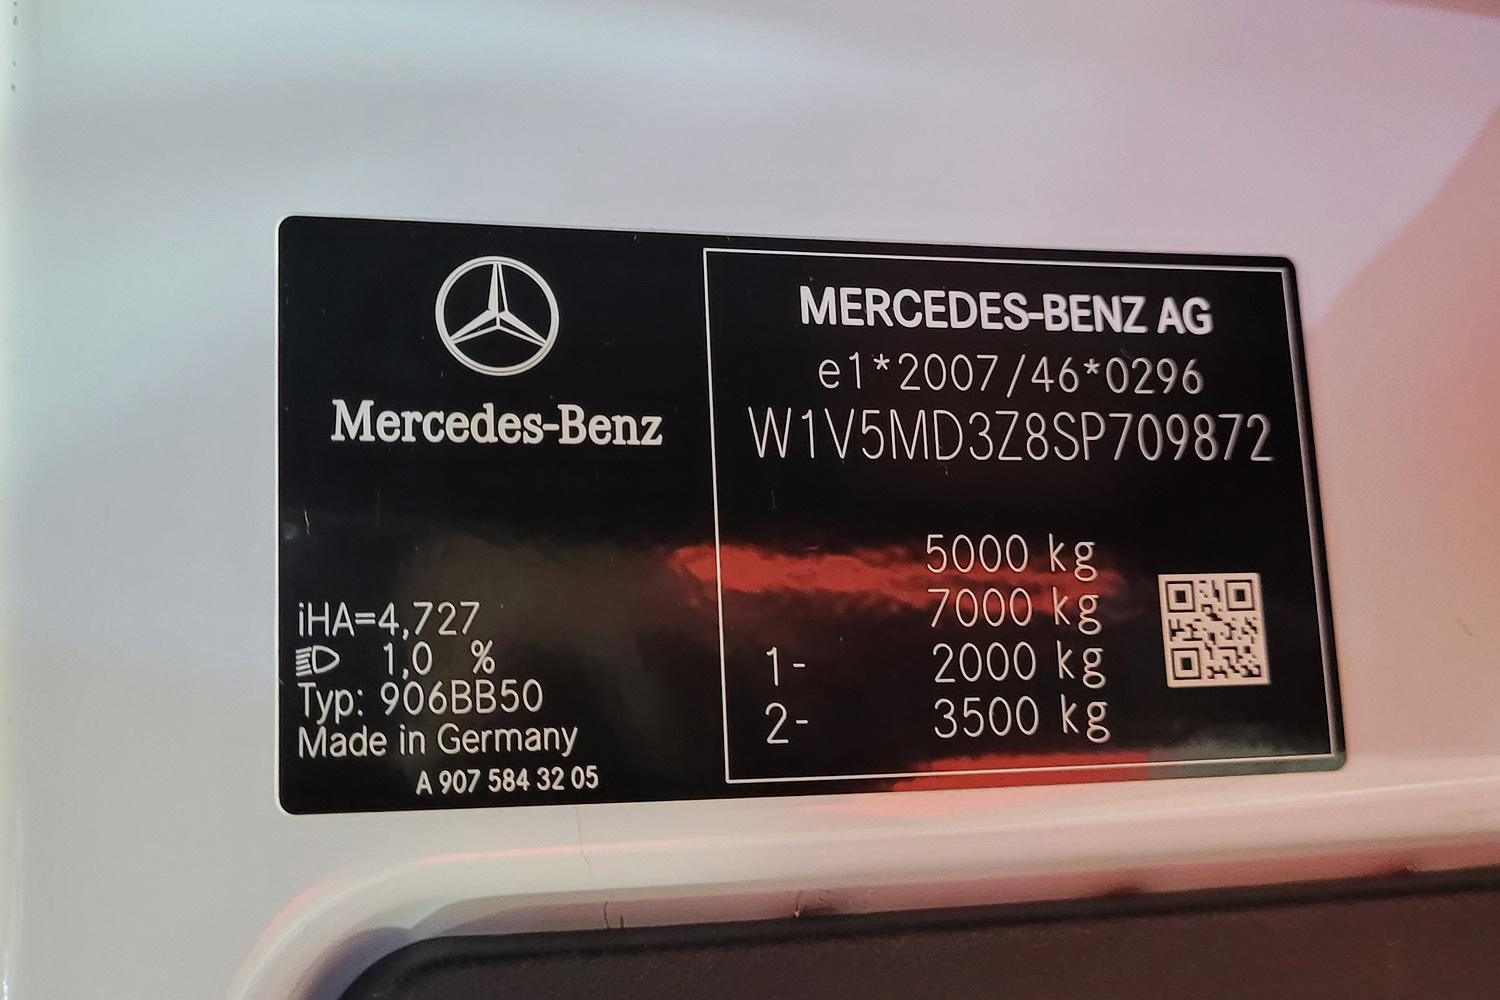 Mercedes-Benz
iHA=4,727
1,0 %
Typ: 906BB50
Made in Germany
A 907 584 32 05
MERCEDES-BENZ AG
e1*2007/46*0296
W1V5MD3Z8SP709872
5000 kg
7000 kg
1- 2000 kg
2- 3500 kg